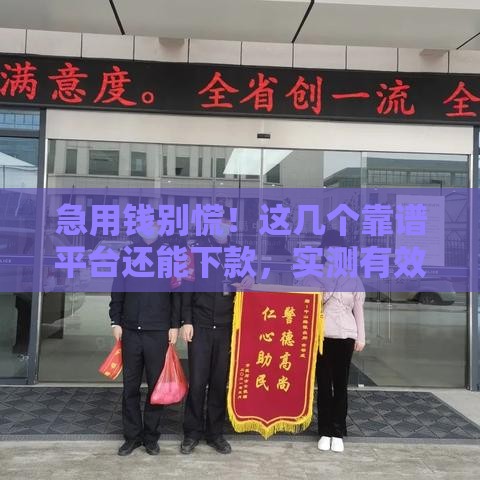 满意度。 全省创一流 全
急用钱别慌！这几个靠谱
平台还能下款，实测有效
警德高尚
仁心助民